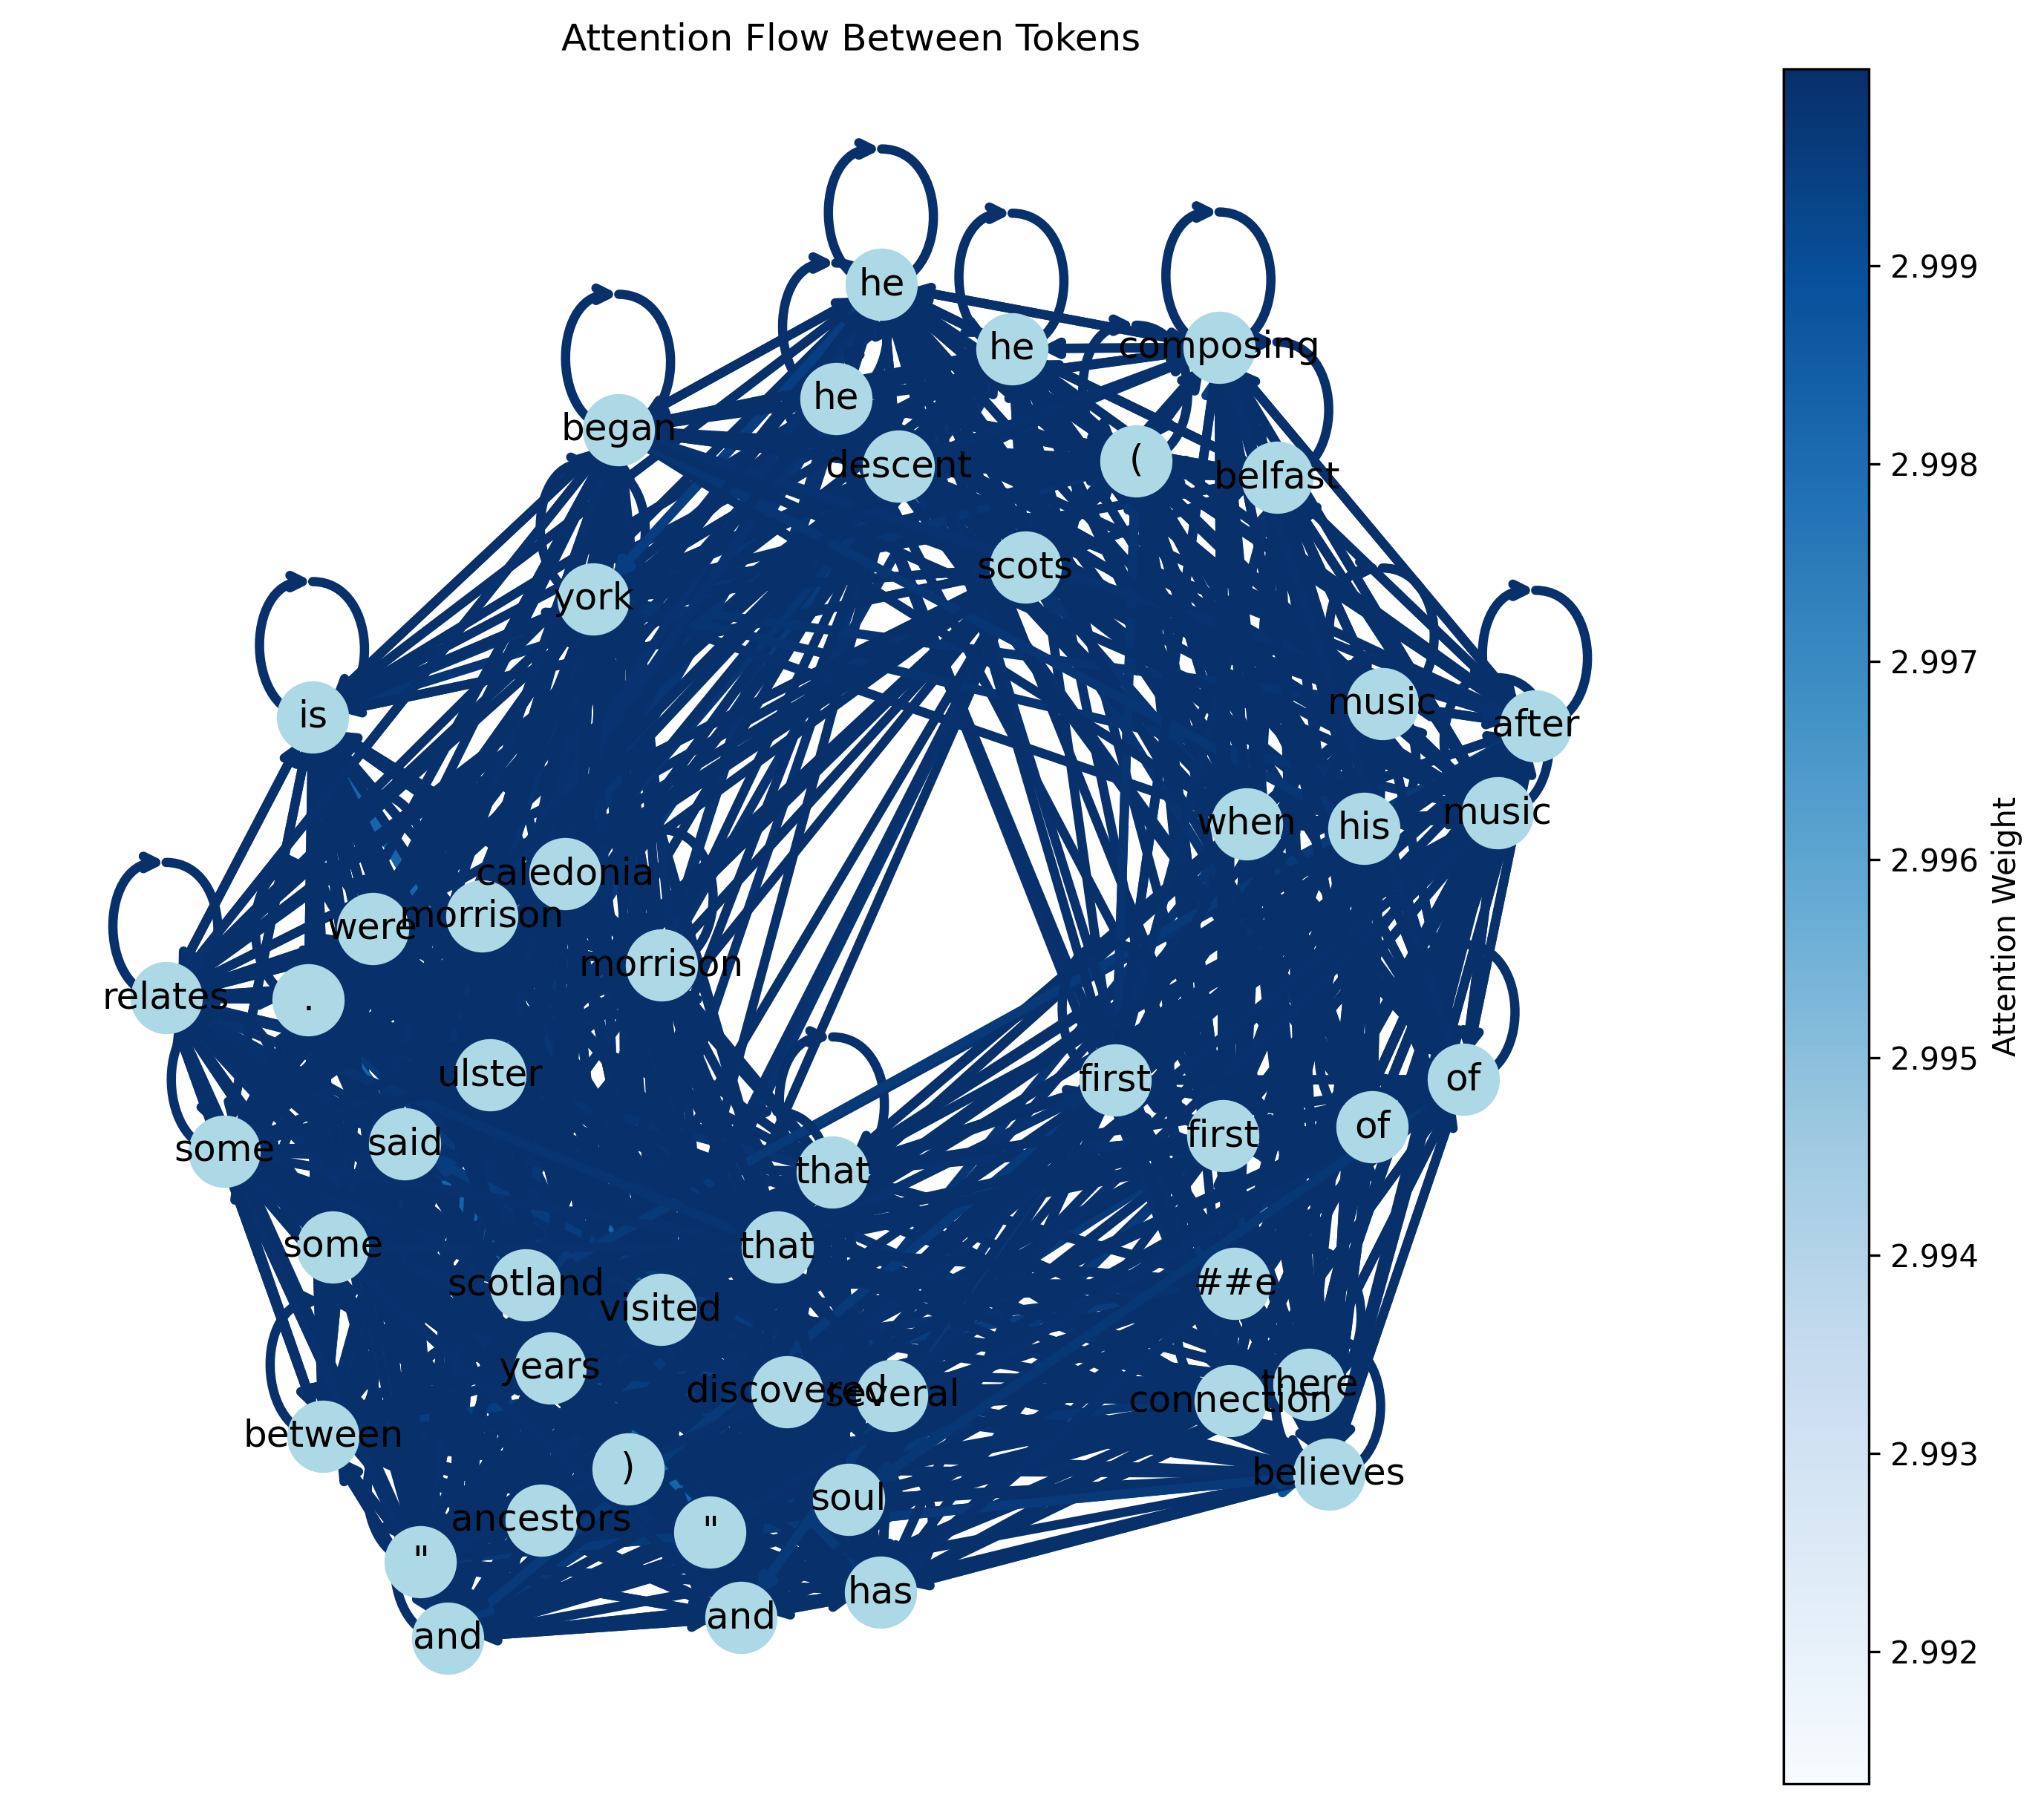 Attention Flow Between Tokens
he
he
composing
he
began
descent
(
belfast
scots
york
music
is
after
music
when
his
caledonia
morrison
were
morrison
relates
.
ulster
first
of
said
some
first
of
that
some
that
scotland
visited
##e
years
discovered
several
there
connection
between
)
believes
soul
ancestors
"
"
has
and
and
2.999
2.998
2.997
2.996
2.995
2.994
2.993
2.992
Attention Weight